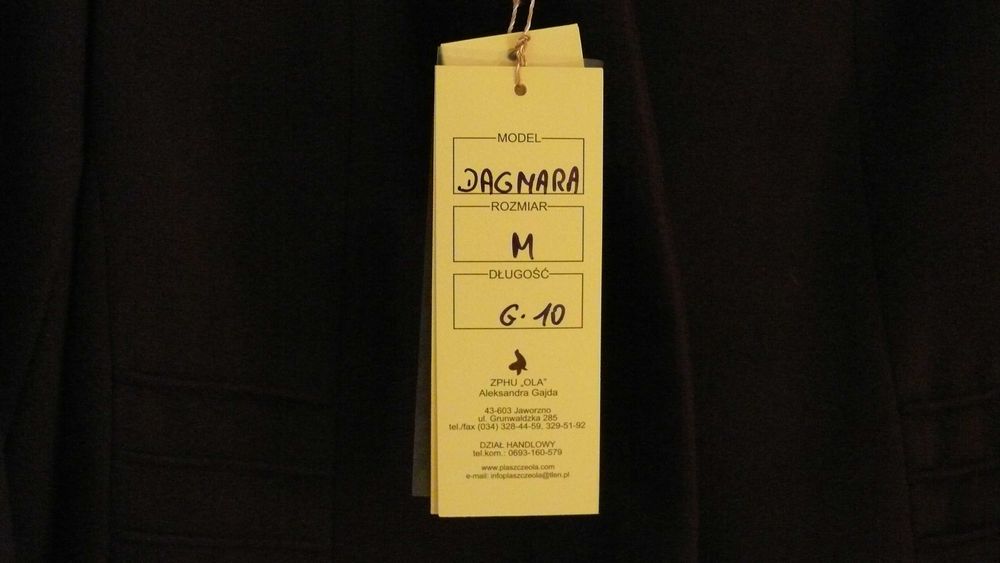 MODEL
DAGMARA
ROZMIAR
M
DŁUGOŚĆ
G. 10
ZPHU „OLA"
Aleksandra Gajda
43-603 Jaworzno
ul. Grunwaldzka 285
tel./fax (034) 328-44-59, 329-51-92
DZIAŁ HANDLOWY
tel.kom.: 0693-160-579
www.plaszczeola.com
e-mail: infoplaszczeola@tlen.pl